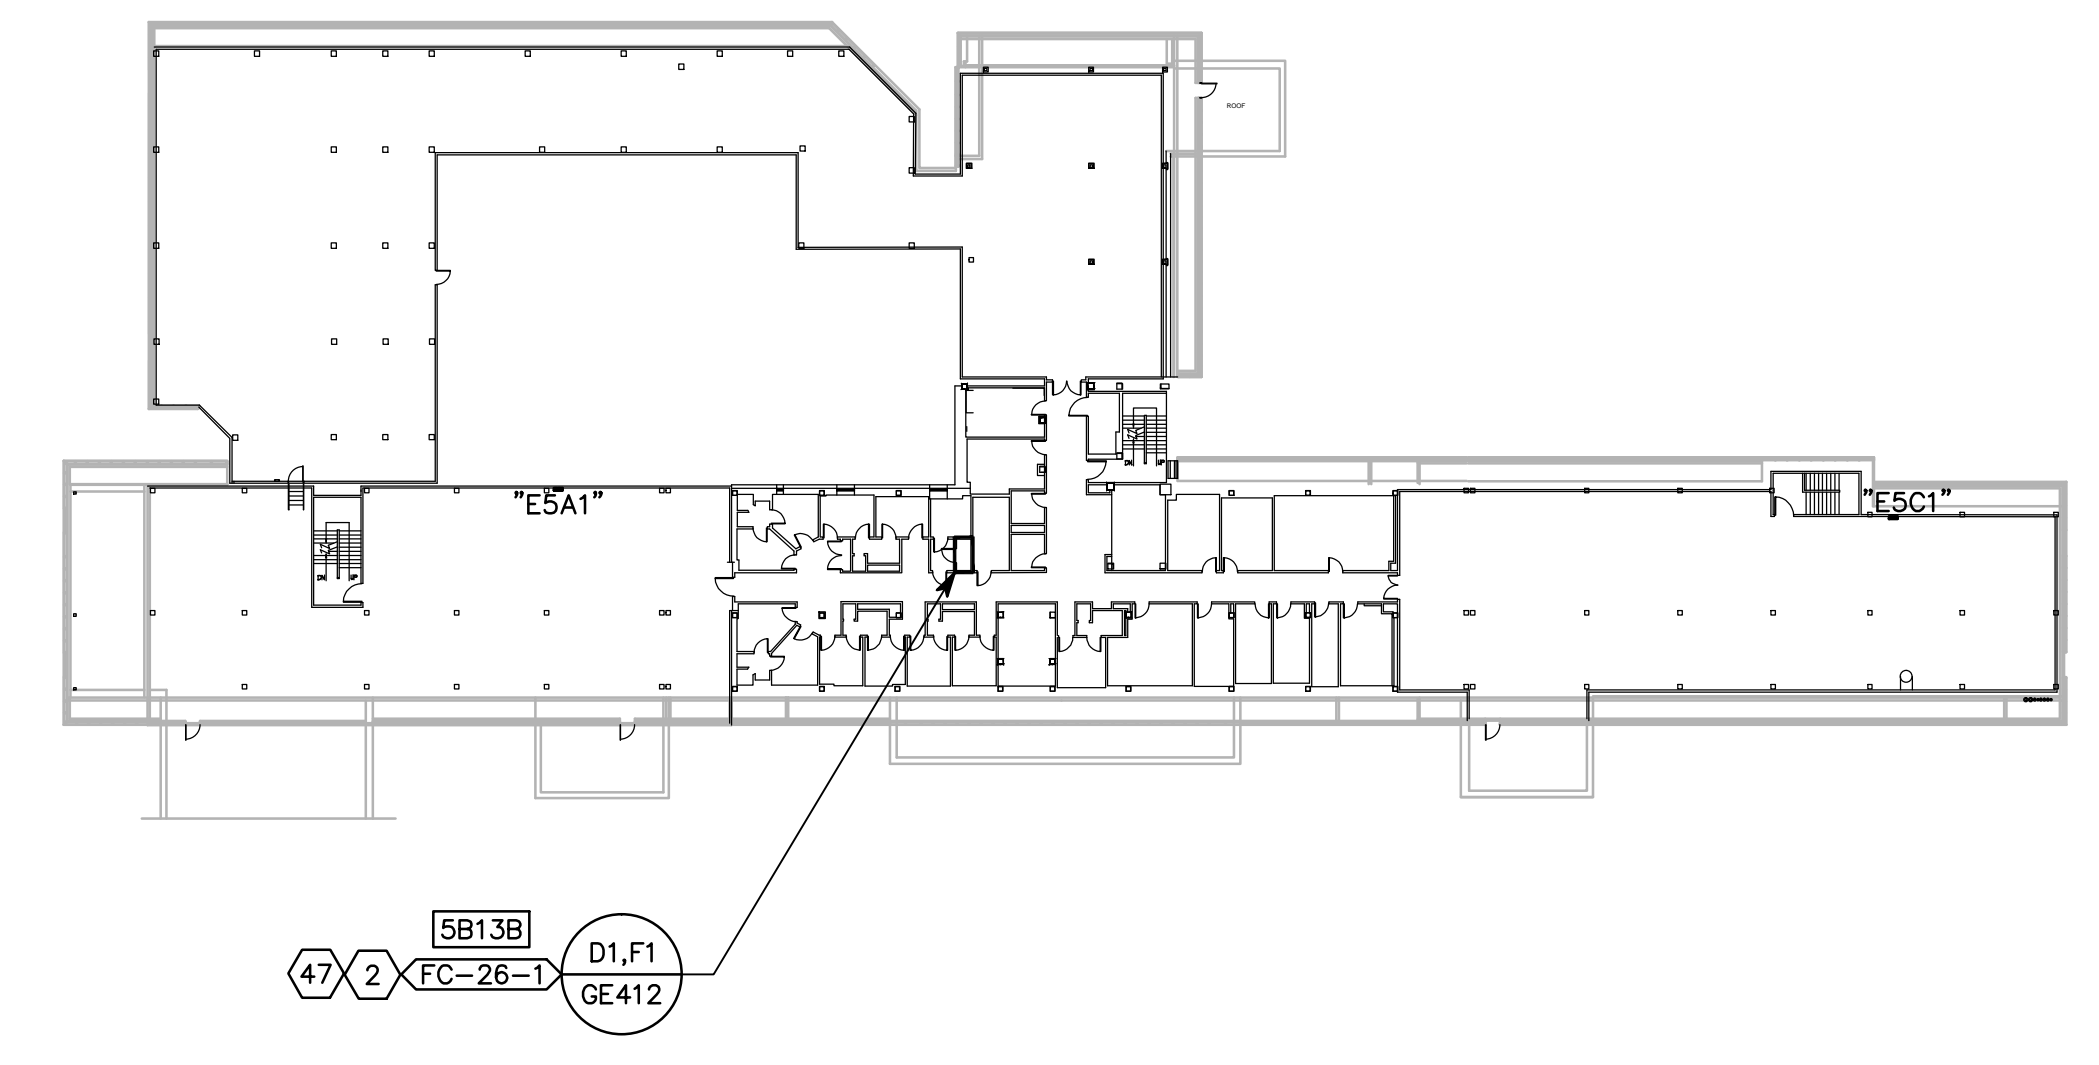 ROOF
DN UP
"E5A1"
"E5C1"
DN UP
5B13B
D1,F1
47 2 FC-26-1
GE412